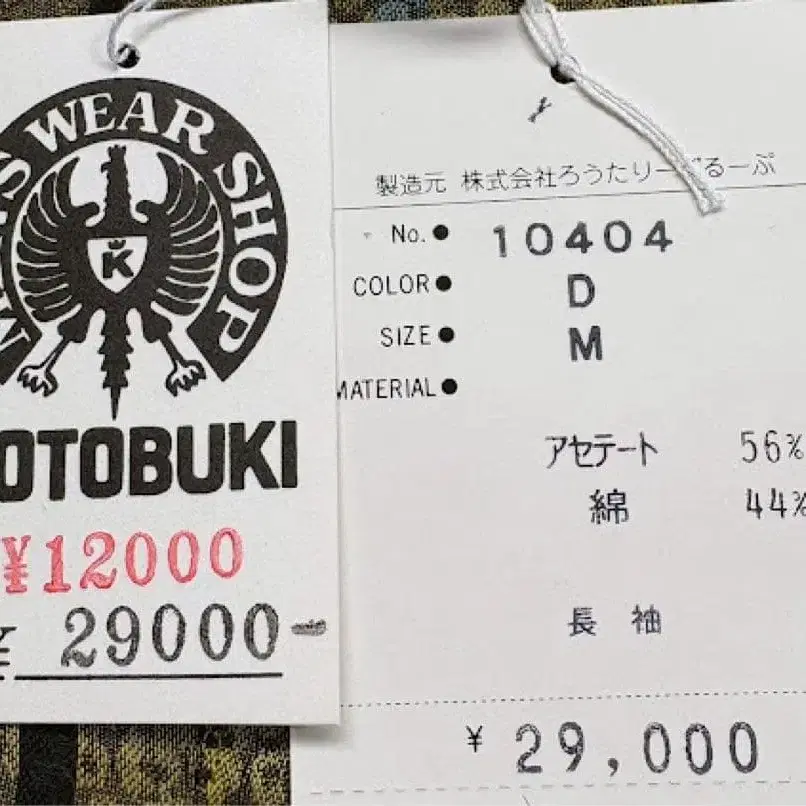 WEAR SHOP
K
OTOBUKI
¥12000
¥ 29000
製造元 株式会社ろうたりーぐるーぷ
No. ● 10404
COLOR ● D
SIZE ● M
MATERIAL ●
アセテート 56%
綿 44%
長袖
¥ 29,000